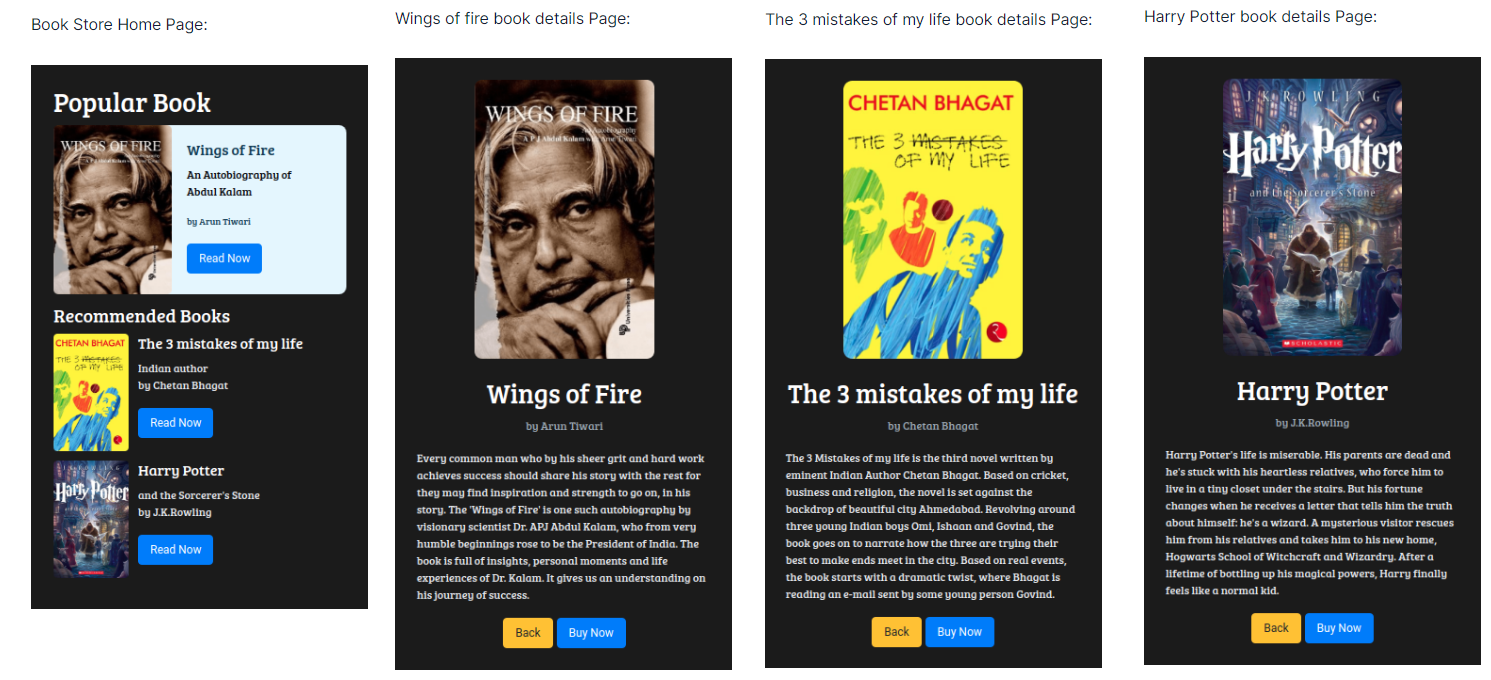 Book Store Home Page:
Popular Book
WINGS OF FIRE
An Autobiography
A P J Abdul Kalam with Arun Tiwari
Wings of Fire
An Autobiography of
Abdul Kalam
by Arun Tiwari
Read Now
Recommended Books
CHETAN BHAGAT
THE 3 MISTAKES
OF MY LIFE
The 3 mistakes of my life
Indian author
by Chetan Bhagat
Read Now
J.K. ROWLING
Harry Potter
Harry Potter
and the Sorcerer's Stone
by J.K.Rowling
Read Now
Wings of fire book details Page:
WINGS OF FIRE
An Autobiography
A P J Abdul Kalam with Arun Tiwari
Universities Press
Wings of Fire
by Arun Tiwari
Every common man who by his sheer grit and hard work
achieves success should share his story with the rest for
they may find inspiration and strength to go on, in his
story. The 'Wings of Fire' is one such autobiography by
visionary scientist Dr. APJ Abdul Kalam, who from very
humble beginnings rose to be the President of India. The
book is full of insights, personal moments and life
experiences of Dr. Kalam. It gives us an understanding on
his journey of success.
Back
Buy Now
The 3 mistakes of my life book details Page:
CHETAN BHAGAT
THE 3 MISTAKES
OF MY LIFE
The 3 mistakes of my life
by Chetan Bhagat
The 3 Mistakes of my life is the third novel written by
eminent Indian Author Chetan Bhagat. Based on cricket,
business and religion, the novel is set against the
backdrop of beautiful city Ahmedabad. Revolving around
three young Indian boys Omi, Ishaan and Govind, the
book goes on to narrate how the three are trying their
best to make ends meet in the city. Based on real events,
the book starts with a dramatic twist, where Bhagat is
reading an e-mail sent by some young person Govind.
Back
Buy Now
Harry Potter book details Page:
J.K. ROWLING
Harry Potter
and the Sorcerer's Stone
SCHOLASTIC
Harry Potter
by J.K.Rowling
Harry Potter's life is miserable. His parents are dead and
he's stuck with his heartless relatives, who force him to
live in a tiny closet under the stairs. But his fortune
changes when he receives a letter that tells him the truth
about himself: he's a wizard. A mysterious visitor rescues
him from his relatives and takes him to his new home,
Hogwarts School of Witchcraft and Wizardry. After a
lifetime of bottling up his magical powers, Harry finally
feels like a normal kid.
Back
Buy Now